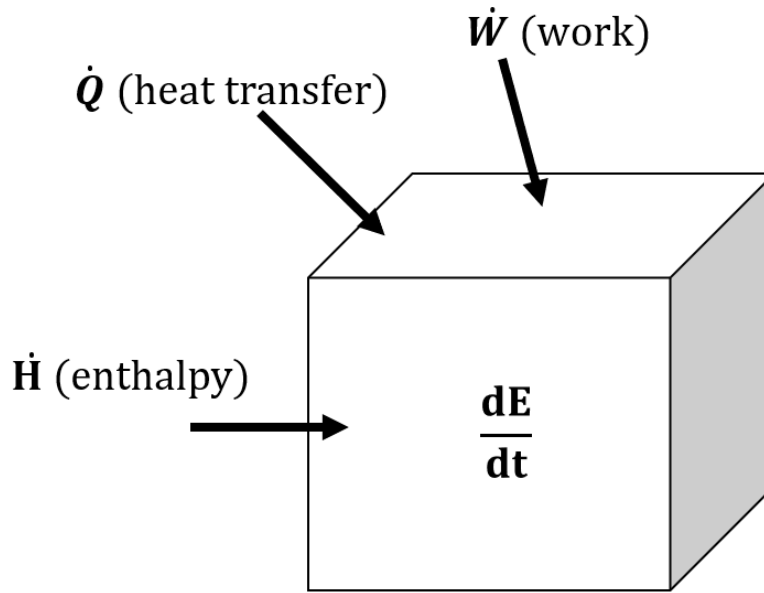 Ẇ (work)
Q̇ (heat transfer)
Ḣ (enthalpy)
dE
dt